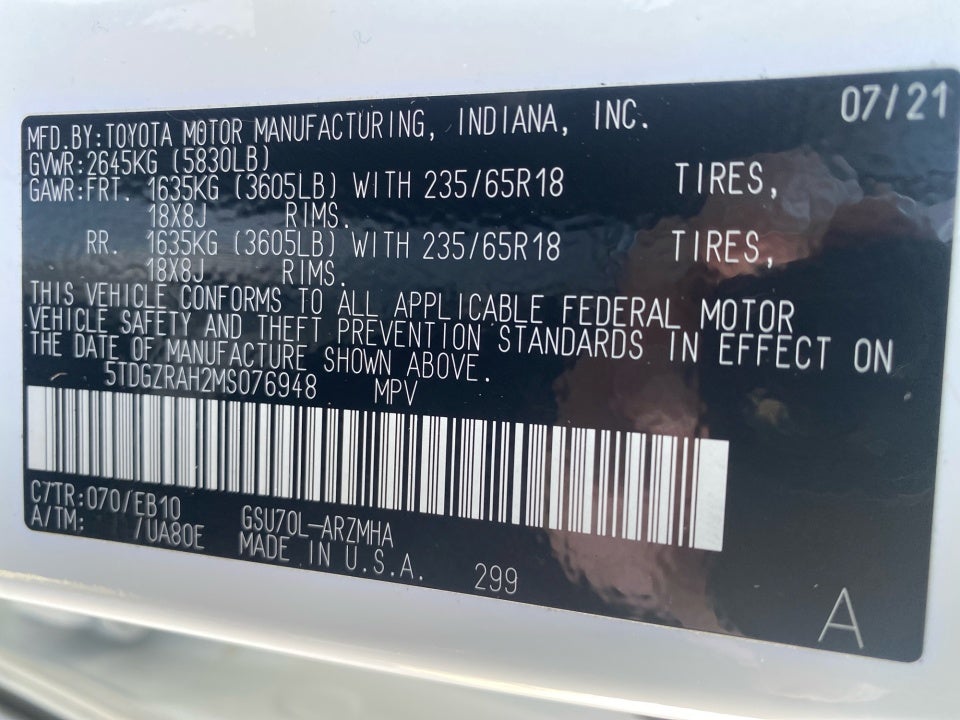 07/21
MFD.BY:TOYOTA MOTOR MANUFACTURING, INDIANA, INC.
GVWR:2645KG (5830LB)
GAWR:FRT. 1635KG (3605LB) WITH 235/65R18 TIRES,
18X8J RIMS.
RR. 1635KG (3605LB) WITH 235/65R18 TIRES,
18X8J RIMS.
THIS VEHICLE CONFORMS TO ALL APPLICABLE FEDERAL MOTOR
VEHICLE SAFETY AND THEFT PREVENTION STANDARDS IN EFFECT ON
THE DATE OF MANUFACTURE SHOWN ABOVE.
5TDGZRAH2MS076948 MPV
C/TR:070/EB10 GSU70L-ARZMHA
A/TM: /UA80E MADE IN U.S.A. 299
A